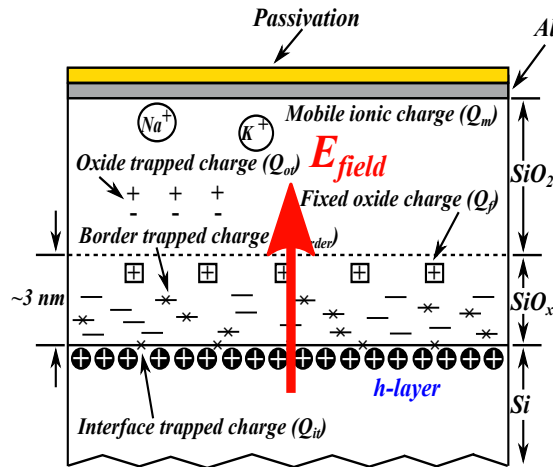 Passivation
Al
Na+
K+
Mobile ionic charge (Qm)
Oxide trapped charge (Qot)
Efield
+ + +
- - -
Fixed oxide charge (Qf)
SiO2
Border trapped charge
rder)
+ + + + +
~3 nm
SiOx
+ + + + + + + + + + + + + + + + + +
h-layer
Interface trapped charge (Qit)
Si